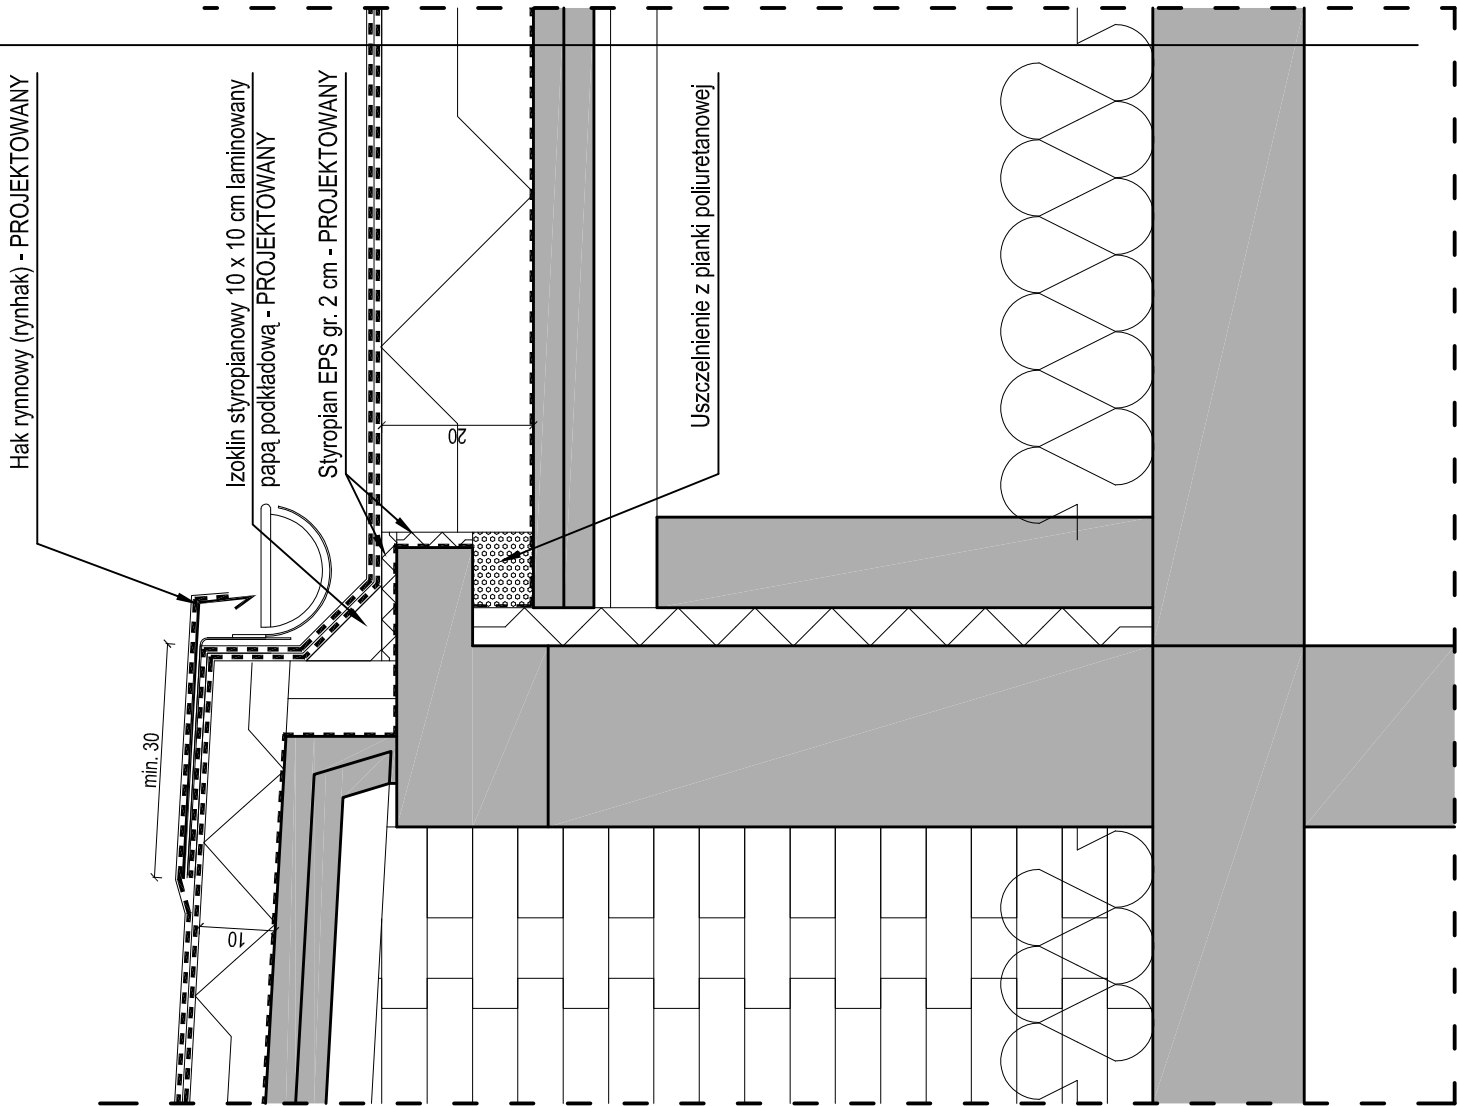 Hak rynnowy (rynhak) - PROJEKTOWANY
Izoklin styropianowy 10 x 10 cm laminowany
papą podkładową - PROJEKTOWANY
Styropian EPS gr. 2 cm - PROJEKTOWANY
Uszczelnienie z pianki poliuretanowej
20
min. 30
10